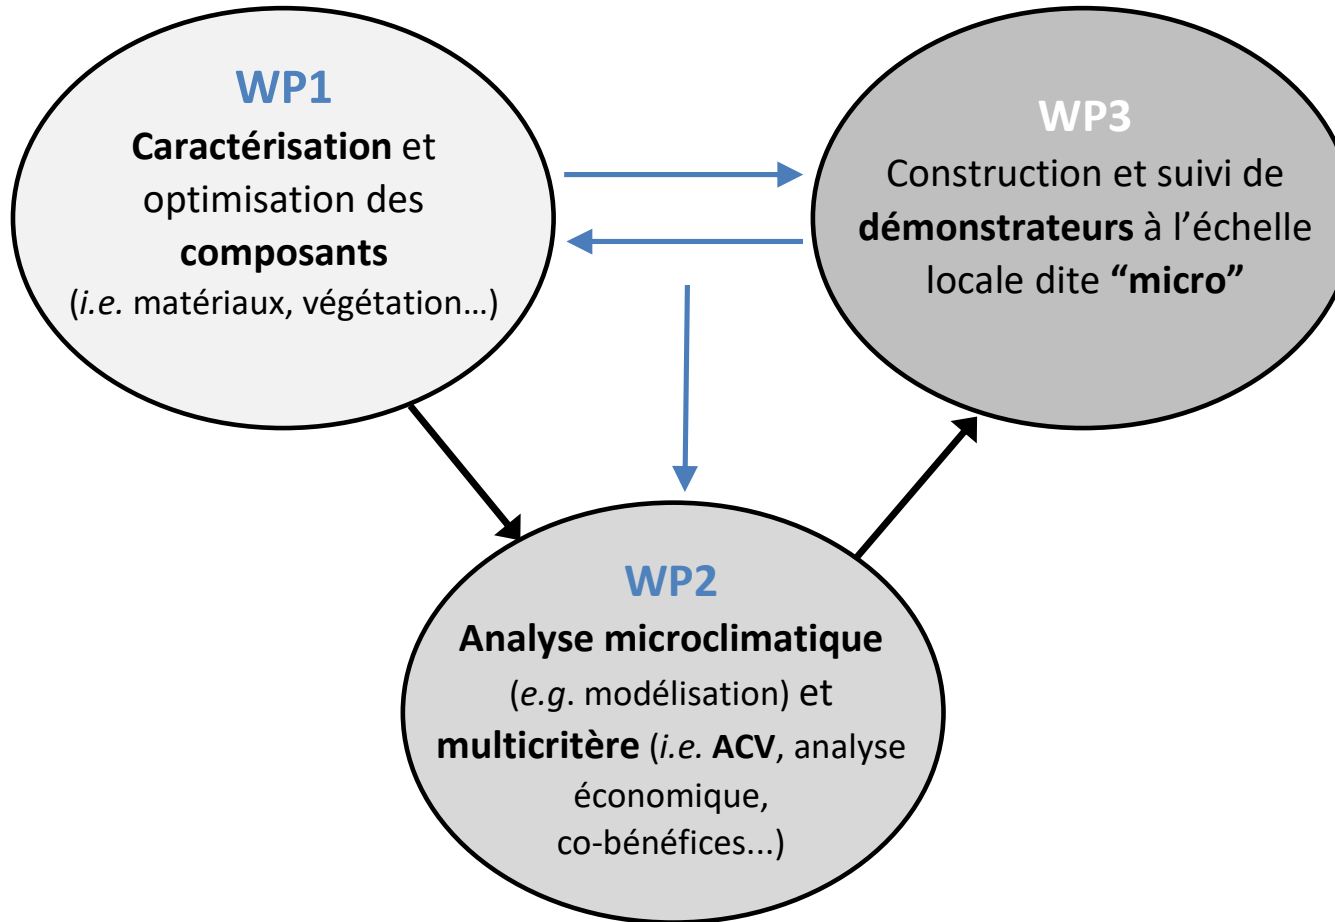 WP1
Caractérisation et
optimisation des
composants
(i.e. matériaux, végétation…)
WP3
Construction et suivi de
démonstrateurs à l’échelle
locale dite “micro”
WP2
Analyse microclimatique
(e.g. modélisation) et
multicritère (i.e. ACV, analyse
économique,
co-bénéfices...)